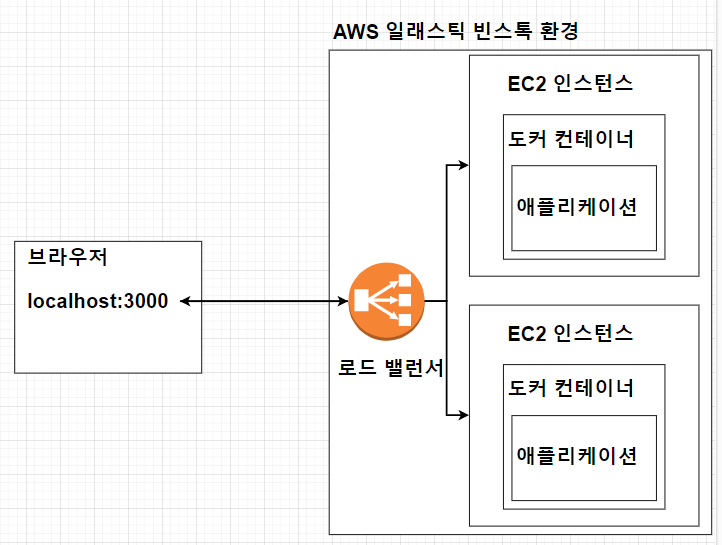 AWS 일래스틱 빈스톡 환경
EC2 인스턴스
도커 컨테이너
애플리케이션
브라우저
localhost:3000
로드 밸런서
EC2 인스턴스
도커 컨테이너
애플리케이션